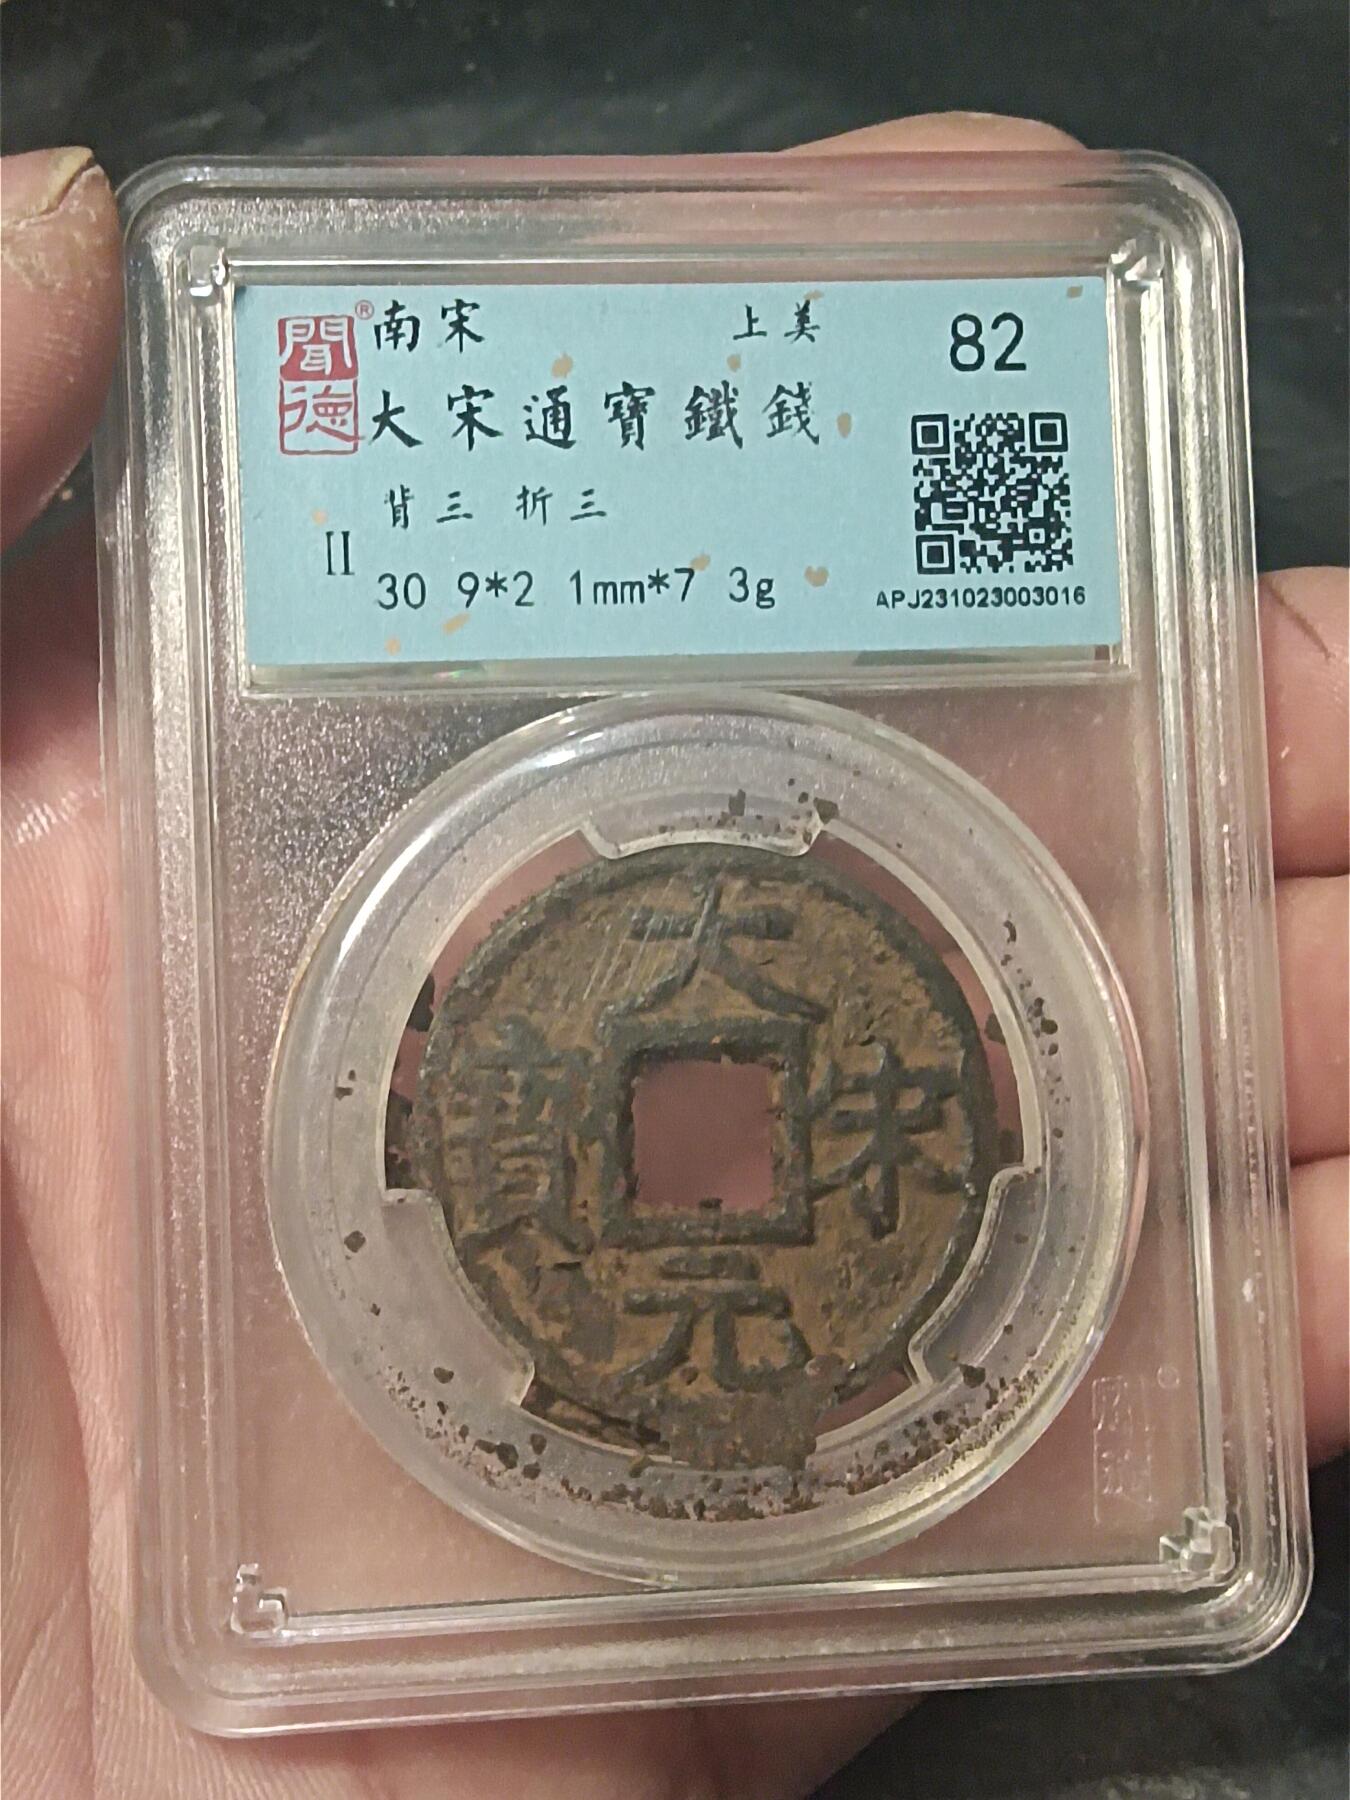 聞德®
南宋 上美 82
大宋通寶鐵錢
背三 折三
II
30 9*2 1mm*7 3g
APJ231023003016
大宋元寶